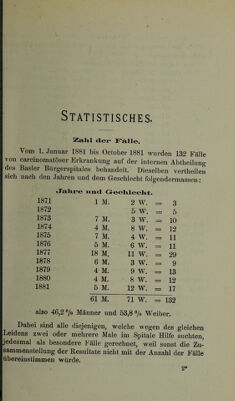 STATISTISCHES.
Zahl der Fälle.
Vom 1. Januar 1881 bis October 1881 wurden 132 Fälle
von carcinomatöser Erkrankung auf der internen Abtheilung
des Basler Bürgerspitales behandelt. Dieselben vertheilen
sich nach den Jahren und dem Geschlecht folgendermassen:
Jahre und Geschlecht.
1871 1 M. 2 W. = 3
1872 5 W. = 5
1873 7 M. 3 W. = 10
1874 4 M. 8 W. = 12
1875 7 M. 4 W. = 11
1876 5 M. 6 W. = 11
1877 18 M. 11 W. = 29
1878 6 M. 3 W. = 9
1879 4 M. 9 W. = 13
1880 4 M. 8 W. = 12
1881 5 M. 12 W. = 17
61 M. 71 W. = 132
also 46,2 % Männer und 53,8 % Weiber.
Dabei sind alle diejenigen, welche wegen des gleichen
Leidens zwei oder mehrere Male im Spitale Hilfe suchten,
jedesmal als besondere Fälle gerechnet, weil sonst die Zu-
sammenstellung der Resultate nicht mit der Anzahl der Fälle
übereinstimmen würde.
2*